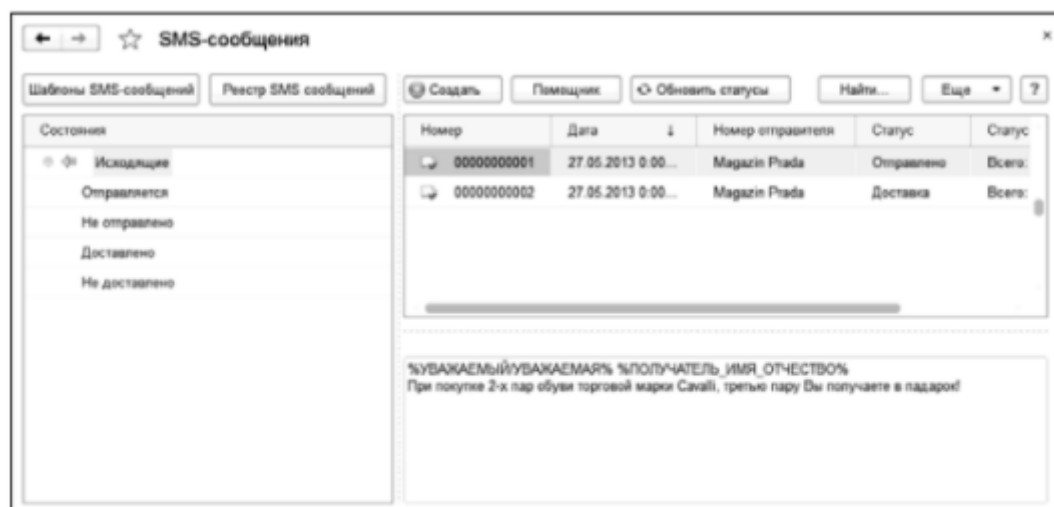 SMS-сообщения
Шаблоны SMS-сообщений Реестр SMS сообщений Создать Помощник Обновить статусы Найти... Еще ?
Состояния
Исходящие
Отправляется
Не отправлено
Доставлено
Не доставлено
Номер Дата Номер отправителя Статус Статус
00000000001 27.05.2013 0:00... Magazin Prada Отправлено Всего:
00000000002 27.05.2013 0:00... Magazin Prada Доставка Всего:
%УВАЖАЕМЫЙ/УВАЖАЕМАЯ% %ПОЛУЧАТЕЛЬ_ИМЯ_ОТЧЕСТВО%
При покупке 2-х пар обуви торговой марки Cavalli, третью пару Вы получаете в падарок!